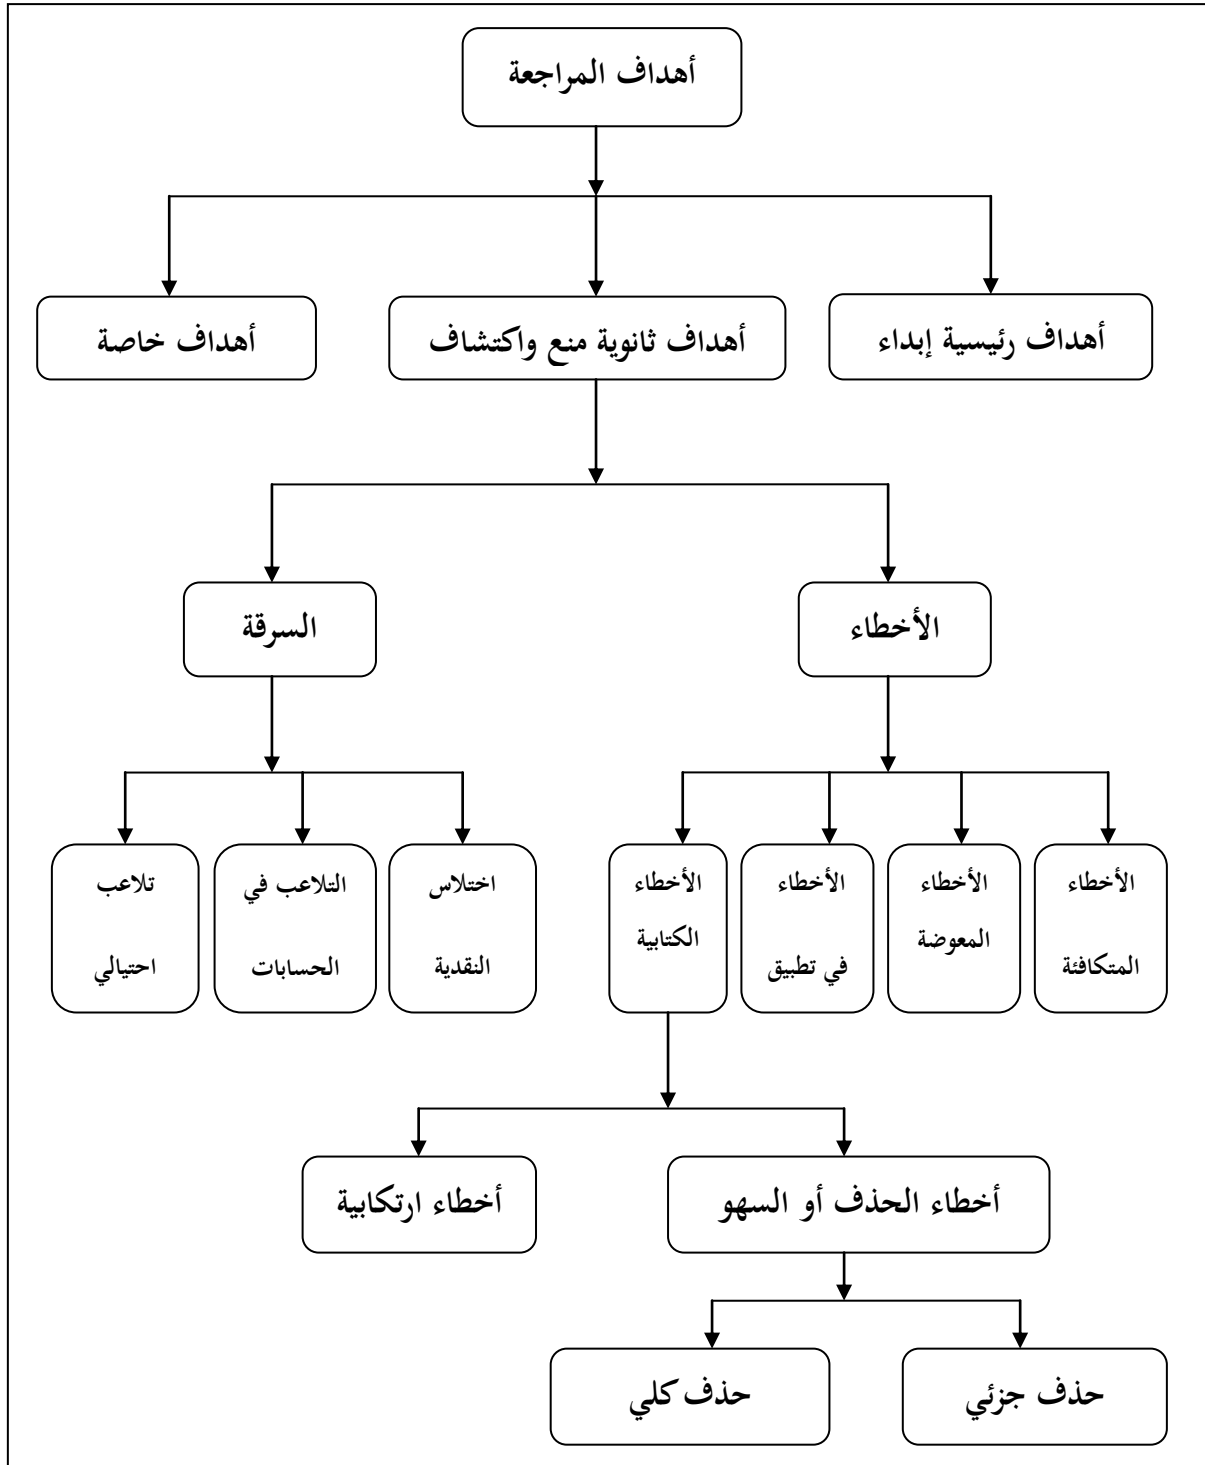 أهداف المراجعة
أهداف رئيسية إبداء
أهداف ثانوية منع واكتشاف
أهداف خاصة
الأخطاء
السرقة
الأخطاء
المتكافئة
الأخطاء
المعوضة
الأخطاء
في تطبيق
الأخطاء
الكتابية
اختلاس
النقدية
التلاعب في
الحسابات
تلاعب
احتيالي
أخطاء الحذف أو السهو
أخطاء ارتكابية
حذف جزئي
حذف كلي